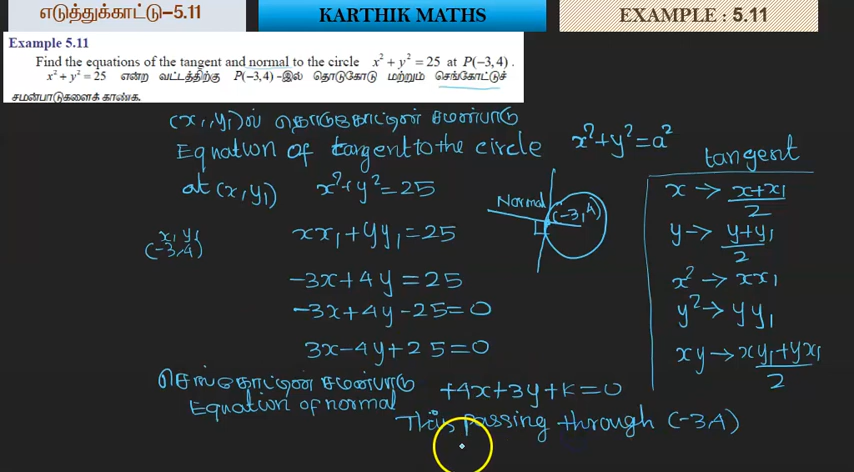 எடுத்துக்காட்டு-5.11
KARTHIK MATHS
EXAMPLE : 5.11
Example 5.11
Find the equations of the tangent and normal to the circle x² + y² = 25 at P(−3, 4) .
x² + y² = 25 என்ற வட்டத்திற்கு P(−3, 4) -இல் தொடுகோடு மற்றும் செங்கோட்டுச்
சமன்பாடுகளைக் காண்க.
(x₁, y₁) ல் தொடுகோட்டின் சமன்பாடு
Equation of tangent to the circle x²+y²=a²
at (x₁, y₁) x²+y²=25
x₁ y₁
(-3, 4)
xx₁+yy₁=25
-3x+4y=25
-3x+4y-25=0
3x-4y+25=0
Normal
(-3, 4)
tangent
x → x+x₁/2
y → y+y₁/2
x² → xx₁
y² → yy₁
xy → xy₁+yx₁/2
செங்கோட்டின் சமன்பாடு
Equation of normal
+4x+3y+k=0
This passing through (-3, 4)